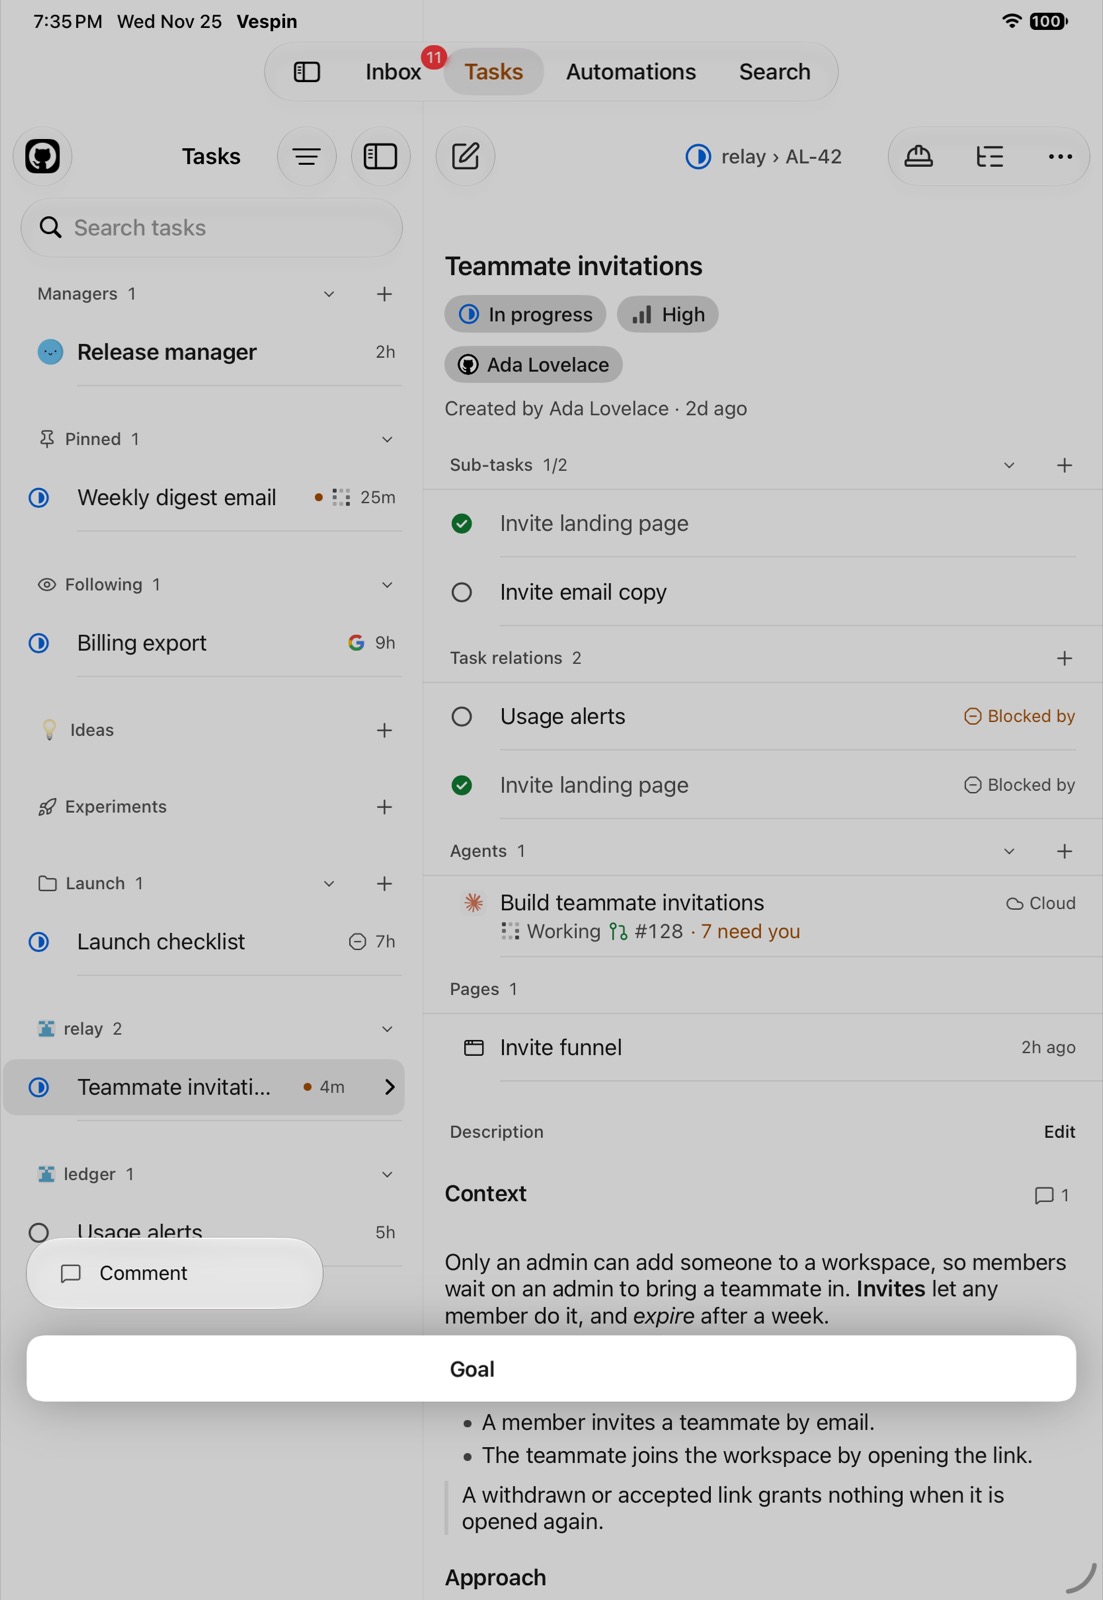 7:35 PM Wed Nov 25 Vespin
100
Inbox 11 Tasks Automations Search
Tasks
Search tasks
Managers 1
Release manager 2h
Pinned 1
Weekly digest email 25m
Following 1
Billing export 9h
Ideas
Experiments
Launch 1
Launch checklist 7h
relay 2
Teammate invitati... 4m
ledger 1
Usage alerts 5h
Comment
relay › AL-42
Teammate invitations
In progress High
Ada Lovelace
Created by Ada Lovelace · 2d ago
Sub-tasks 1/2
Invite landing page
Invite email copy
Task relations 2
Usage alerts Blocked by
Invite landing page Blocked by
Agents 1
Build teammate invitations Cloud
Working #128 · 7 need you
Pages 1
Invite funnel 2h ago
Description Edit
Context 1
Only an admin can add someone to a workspace, so members
wait on an admin to bring a teammate in. Invites let any
member do it, and expire after a week.
Goal
• A member invites a teammate by email.
• The teammate joins the workspace by opening the link.
A withdrawn or accepted link grants nothing when it is
opened again.
Approach